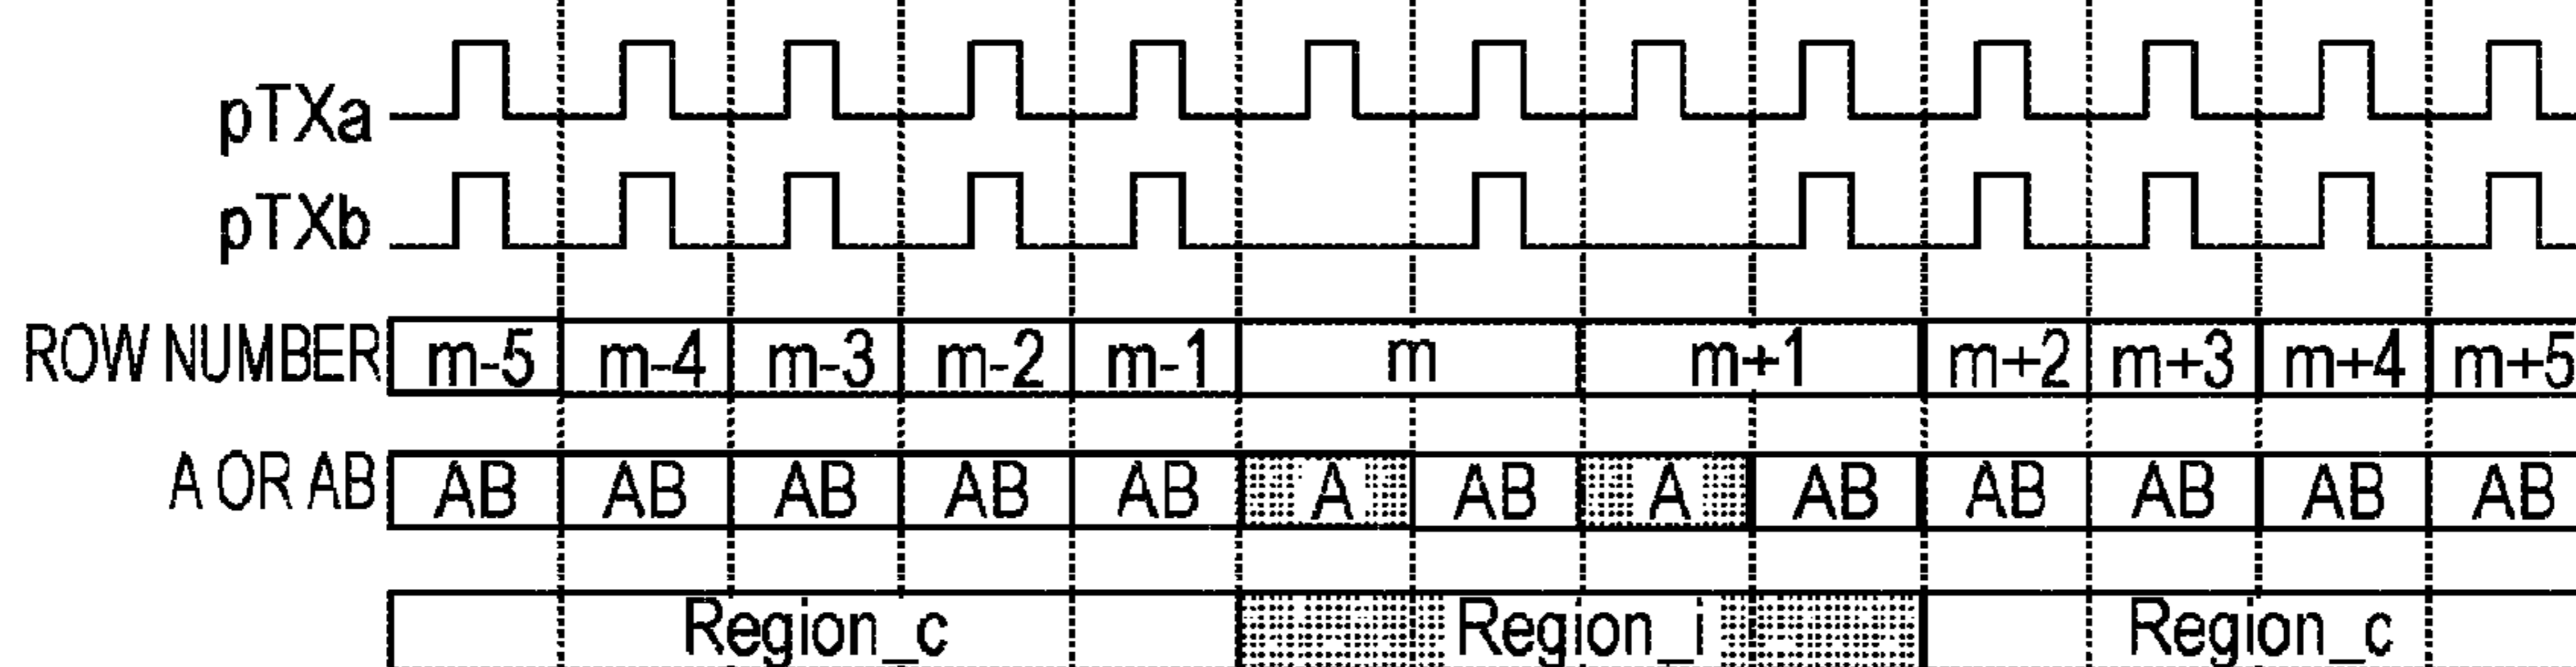 pTXa
pTXb
ROW NUMBER m-5 m-4 m-3 m-2 m-1 m m+1 m+2 m+3 m+4 m+5
A OR AB AB AB AB AB AB A AB A AB AB AB AB AB
Region_c Region_i Region_c